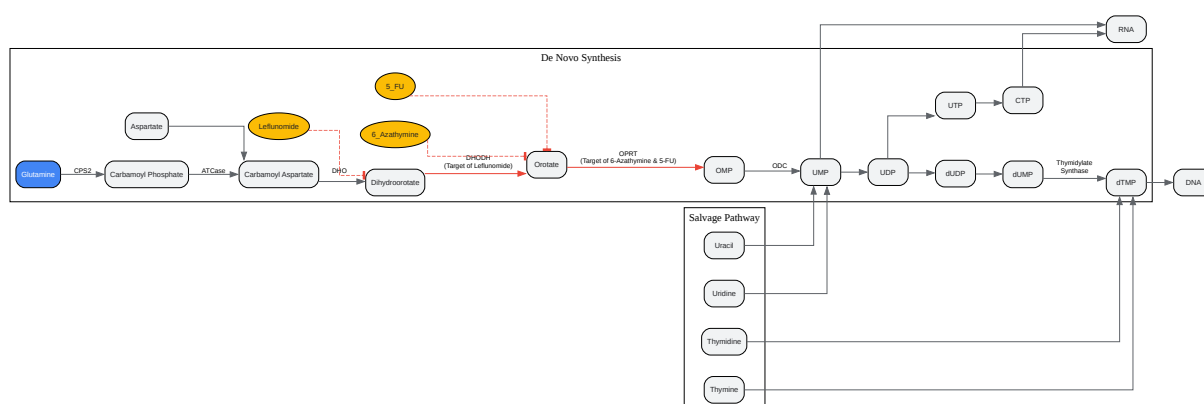 RNA
De Novo Synthesis
5_FU
UTP
CTP
Aspartate
Leflunomide
6_Azathymine
DHODH
(Target of Leflunomide)
OPRT
(Target of 6-Azathymine & 5-FU)
Thymidylate
Synthase
Glutamine
CPS2
Carbamoyl Phosphate
ATCase
Carbamoyl Aspartate
DHO
Dihydroorotate
Orotate
OMP
ODC
UMP
UDP
dUDP
dUMP
dTMP
DNA
Salvage Pathway
Uracil
Uridine
Thymidine
Thymine